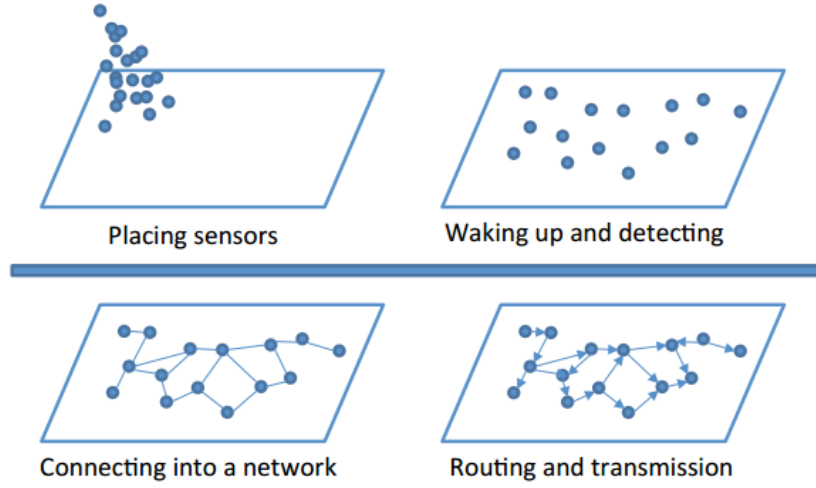 Placing sensors
Waking up and detecting
Connecting into a network
Routing and transmission